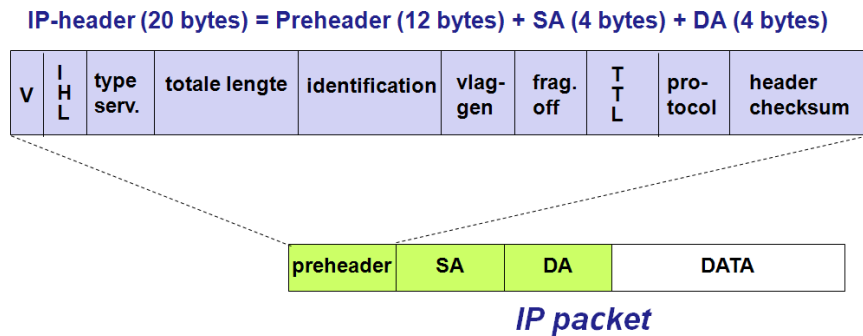 IP-header (20 bytes) = Preheader (12 bytes) + SA (4 bytes) + DA (4 bytes)
V
I
H
L
type
serv.
totale lengte
identification
vlag-
gen
frag.
off
T
T
L
pro-
tocol
header
checksum
preheader
SA
DA
DATA
IP packet